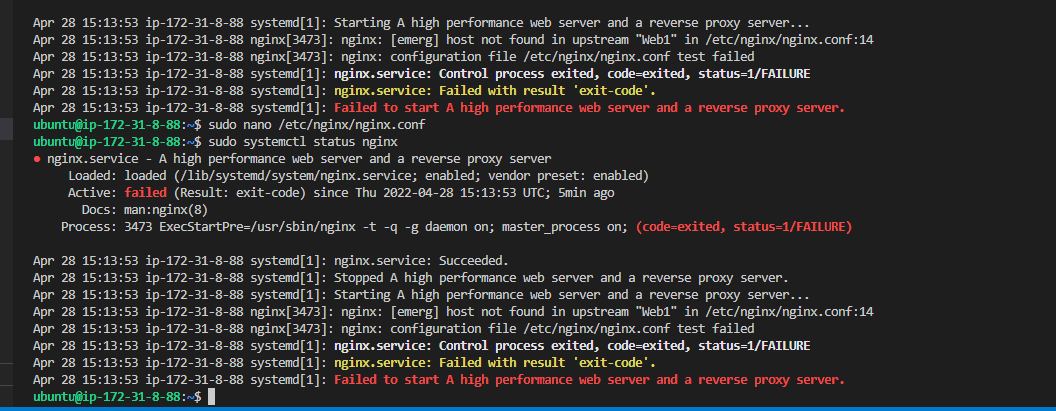 Apr 28 15:13:53 ip-172-31-8-88 systemd[1]: Starting A high performance web server and a reverse proxy server...
Apr 28 15:13:53 ip-172-31-8-88 nginx[3473]: nginx: [emerg] host not found in upstream "Web1" in /etc/nginx/nginx.conf:14
Apr 28 15:13:53 ip-172-31-8-88 nginx[3473]: nginx: configuration file /etc/nginx/nginx.conf test failed
Apr 28 15:13:53 ip-172-31-8-88 systemd[1]: nginx.service: Control process exited, code=exited, status=1/FAILURE
Apr 28 15:13:53 ip-172-31-8-88 systemd[1]: nginx.service: Failed with result 'exit-code'.
Apr 28 15:13:53 ip-172-31-8-88 systemd[1]: Failed to start A high performance web server and a reverse proxy server.
ubuntu@ip-172-31-8-88:~$ sudo nano /etc/nginx/nginx.conf
ubuntu@ip-172-31-8-88:~$ sudo systemctl status nginx
● nginx.service - A high performance web server and a reverse proxy server
Loaded: loaded (/lib/systemd/system/nginx.service; enabled; vendor preset: enabled)
Active: failed (Result: exit-code) since Thu 2022-04-28 15:13:53 UTC; 5min ago
Docs: man:nginx(8)
Process: 3473 ExecStartPre=/usr/sbin/nginx -t -q -g daemon on; master_process on; (code=exited, status=1/FAILURE)
Apr 28 15:13:53 ip-172-31-8-88 systemd[1]: nginx.service: Succeeded.
Apr 28 15:13:53 ip-172-31-8-88 systemd[1]: Stopped A high performance web server and a reverse proxy server.
Apr 28 15:13:53 ip-172-31-8-88 systemd[1]: Starting A high performance web server and a reverse proxy server...
Apr 28 15:13:53 ip-172-31-8-88 nginx[3473]: nginx: [emerg] host not found in upstream "Web1" in /etc/nginx/nginx.conf:14
Apr 28 15:13:53 ip-172-31-8-88 nginx[3473]: nginx: configuration file /etc/nginx/nginx.conf test failed
Apr 28 15:13:53 ip-172-31-8-88 systemd[1]: nginx.service: Control process exited, code=exited, status=1/FAILURE
Apr 28 15:13:53 ip-172-31-8-88 systemd[1]: nginx.service: Failed with result 'exit-code'.
Apr 28 15:13:53 ip-172-31-8-88 systemd[1]: Failed to start A high performance web server and a reverse proxy server.
ubuntu@ip-172-31-8-88:~$